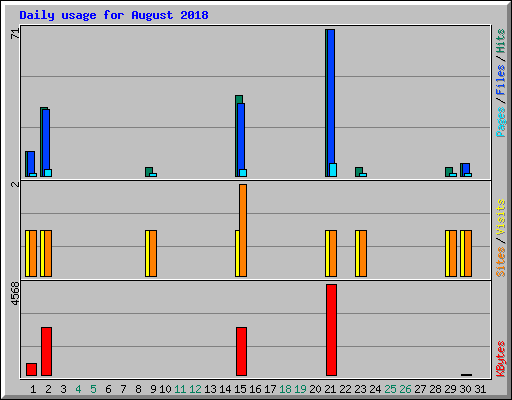 Daily usage for August 2018
71
2
4568
Pages / Files / Hits
Sites / Visits
KBytes
1 2 3 4 5 6 7 8 9 10 11 12 13 14 15 16 17 18 19 20 21 22 23 24 25 26 27 28 29 30 31